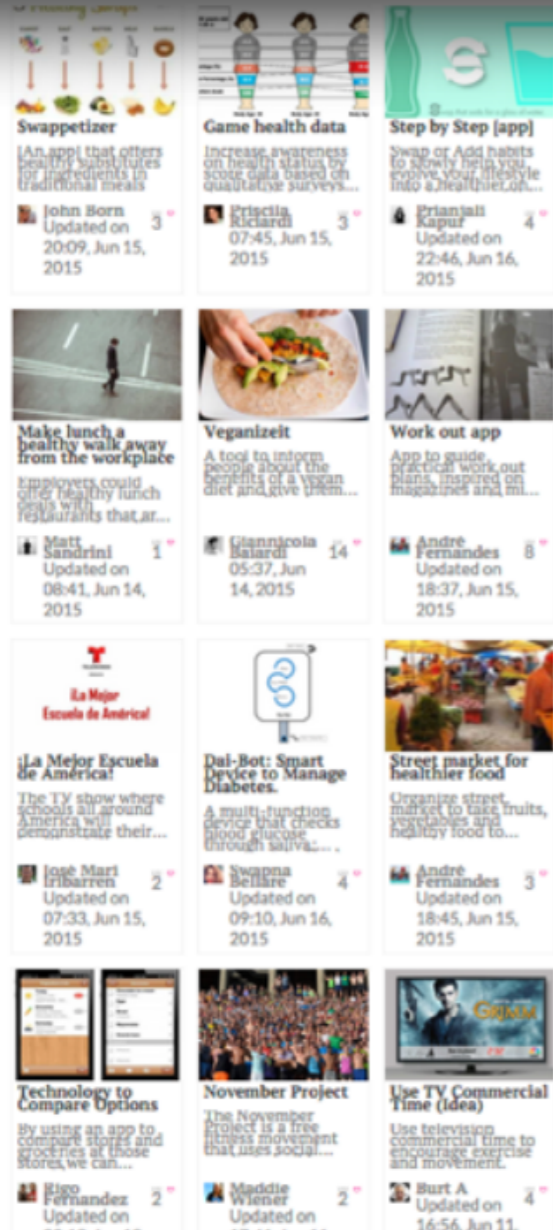 Swappetizer
[An app] that offers
healthy substitutes
for ingredients in
traditional meals
John Born
3
Updated on
20:09, Jun 15,
2015
Game health data
Increase awareness
on health status by
score data based on
qualitative surveys...
Priscila
Riciardi
3
07:45, Jun 15,
2015
Step by Step [app]
Swap or Add habits
to slowly help you
evolve your lifestyle
into a healthier on...
Prianjali
Kapur
4
Updated on
22:46, Jun 16,
2015
Make lunch a
healthy walk away
from the workplace
Employers could
offer healthy lunch
deals with
restaurants that ar...
Matt
Sandrini
1
Updated on
08:41, Jun 14,
2015
Veganizeit
A tool to inform
people about the
benefits of a vegan
diet and give them...
Giannicola
14
05:37, Jun
14, 2015
Work out app
App to guide
practical work out
plans, inspired on
magazines and mi...
André
Fernandes
8
Updated on
18:37, Jun 15,
2015
¡La Mejor
Escuela de América!
¡La Mejor Escuela
de América!
The TV show where
schools all around
America will
demonstrate their...
José Mari
Iribarren
2
Updated on
07:33, Jun 15,
2015
Dai-Bot: Smart
Device to Manage
Diabetes.
A multi-function
device that checks
blood glucose
through saliva;...
Swapna
Bellare
4
Updated on
09:10, Jun 16,
2015
Street market for
healthier food
Organize street
market to take fruits,
vegetables and
healthy food to...
André
Fernandes
3
Updated on
18:45, Jun 15,
2015
Technology to
Compare Options
By using an app to
compare stores and
groceries at those
stores, we can...
Rigo
Fernandez
2
Updated on
November Project
The November
Project is a free
fitness movement
that uses social...
Maddie
Wiener
2
Updated on
GRIMM
Use TV Commercial
Time (Idea)
Use television
commercial time to
encourage exercise
and movement.
Burt A
4
Updated on
16:56, Jun 11,